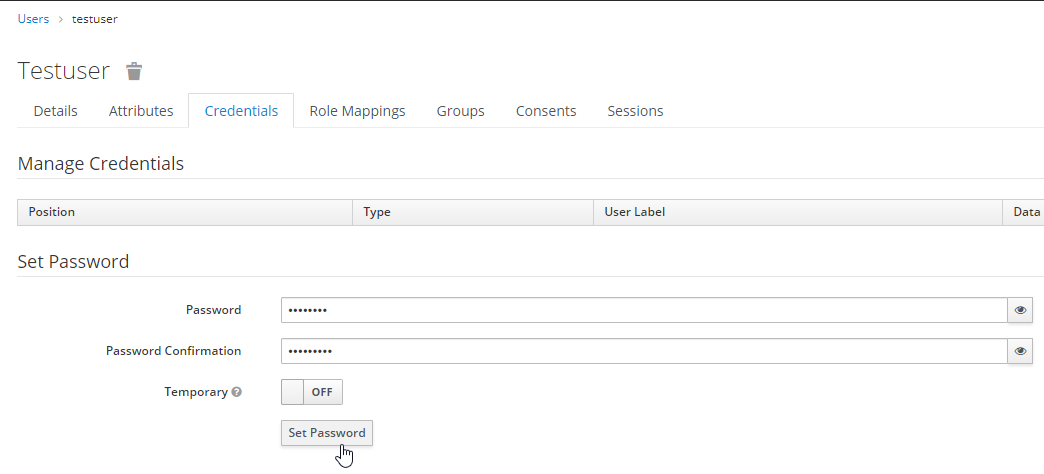 Users > testuser
Testuser
Details Attributes Credentials Role Mappings Groups Consents Sessions
Manage Credentials
Position Type User Label Data
Set Password
Password ••••••••
Password Confirmation •••••••••
Temporary ? OFF
Set Password